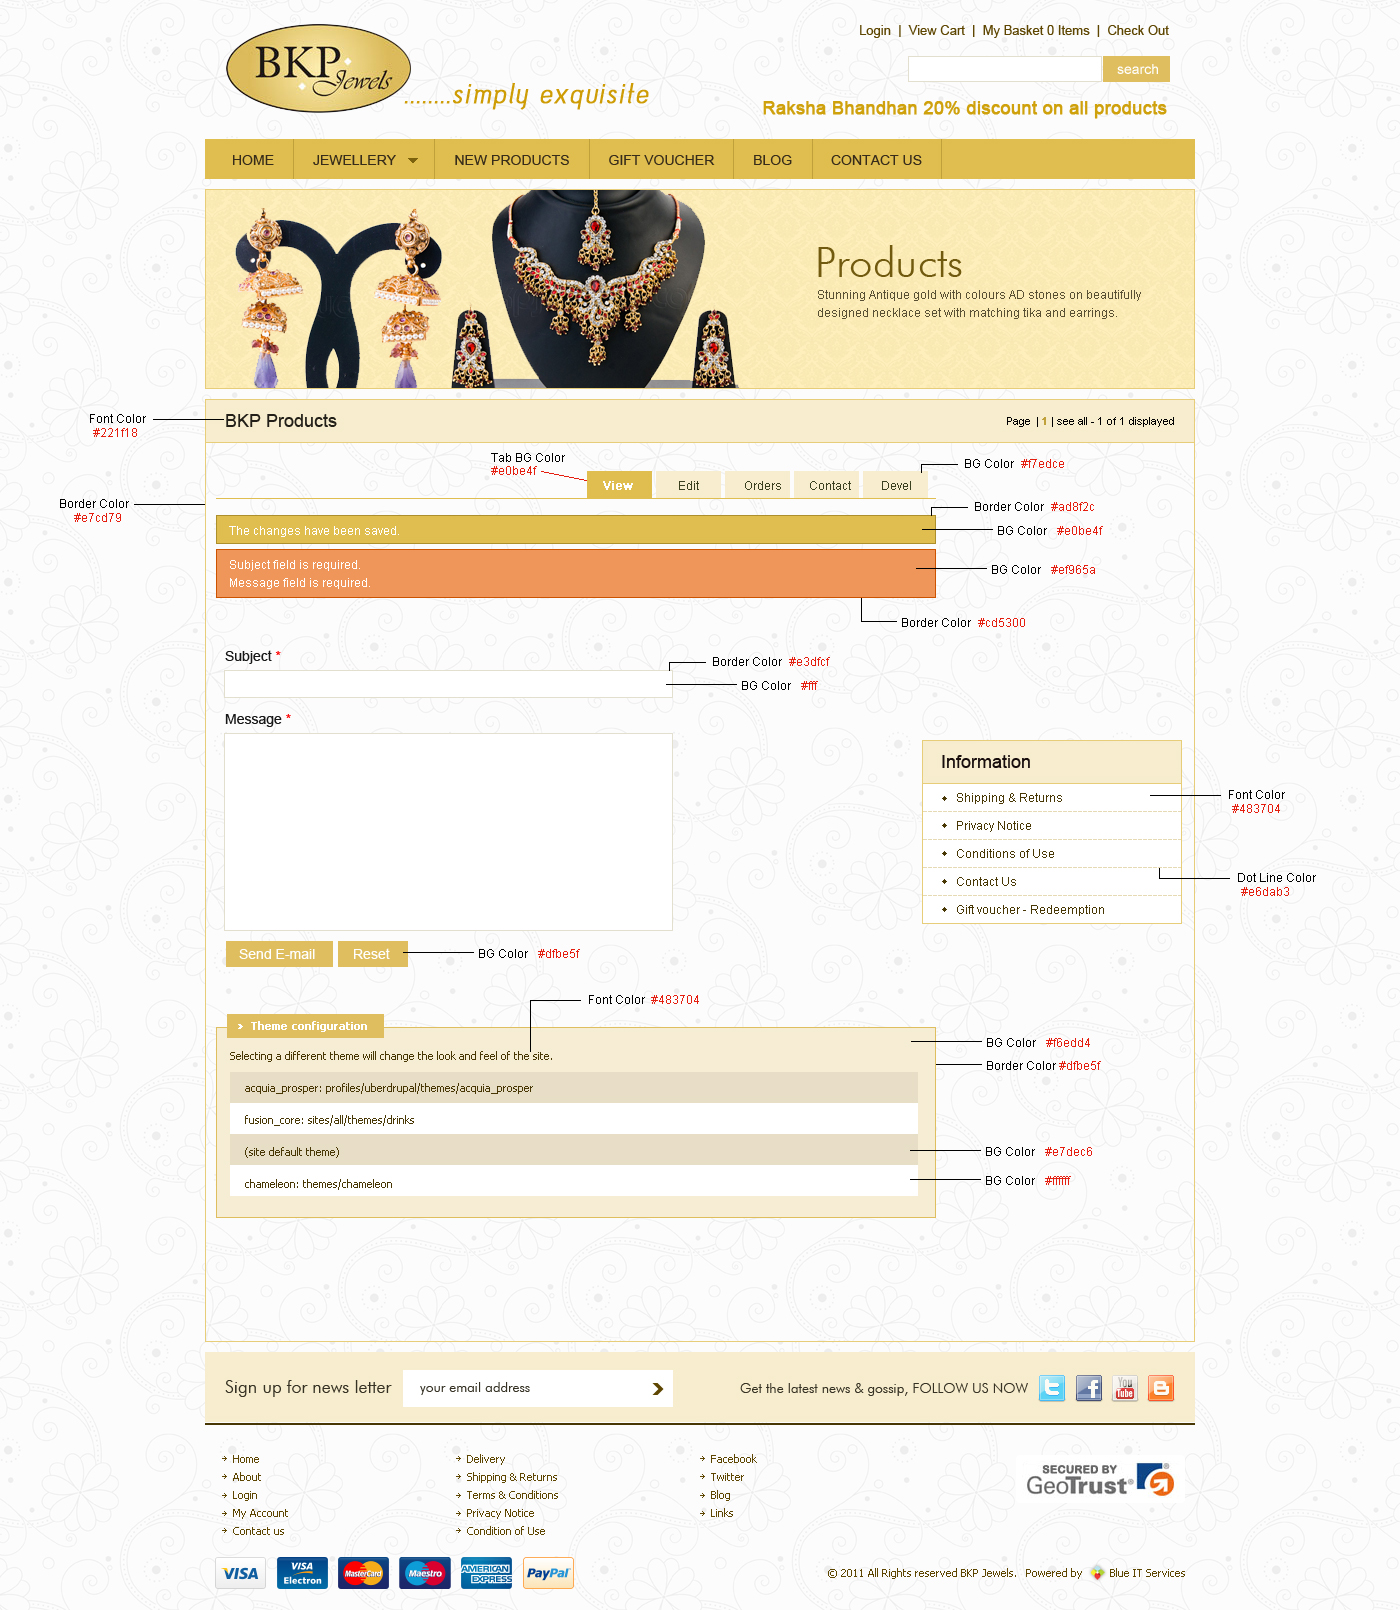 Login | View Cart | My Basket 0 Items | Check Out
BKP Jewels
........simply exquisite
search
Raksha Bhandhan 20% discount on all products
HOME JEWELLERY NEW PRODUCTS GIFT VOUCHER BLOG CONTACT US
Products
Stunning Antique gold with colours AD stones on beautifully
designed necklace set with matching tika and earrings.
Font Color
#221f18
BKP Products
Page | 1 | see all - 1 of 1 displayed
Tab BG Color
#e0be4f
View Edit Orders Contact Devel
BG Color #f7edce
Border Color
#e7cd79
Border Color #ad8f2c
The changes have been saved.
BG Color #e0be4f
Subject field is required.
Message field is required.
BG Color #ef965a
Border Color #cd5300
Subject *
Border Color #e3dfcf
BG Color #fff
Message *
Information
Shipping & Returns
Privacy Notice
Conditions of Use
Contact Us
Gift voucher - Redeemption
Font Color
#483704
Dot Line Color
#e6dab3
Send E-mail Reset
BG Color #dfbe5f
Font Color #483704
Theme configuration
Selecting a different theme will change the look and feel of the site.
BG Color #f6edd4
Border Color #dfbe5f
acquia_prosper: profiles/uberdrupal/themes/acquia_prosper
fusion_core: sites/all/themes/drinks
(site default theme)
BG Color #e7dec6
chameleon: themes/chameleon
BG Color #ffffff
Sign up for news letter
your email address
Get the latest news & gossip, FOLLOW US NOW
You Tube
Home
About
Login
My Account
Contact us
Delivery
Shipping & Returns
Terms & Conditions
Privacy Notice
Condition of Use
Facebook
Twitter
Blog
Links
SECURED BY
GeoTrust®
VISA
VISA Electron
MasterCard
Maestro
AMERICAN EXPRESS
PayPal
© 2011 All Rights reserved BKP Jewels. Powered by Blue IT Services